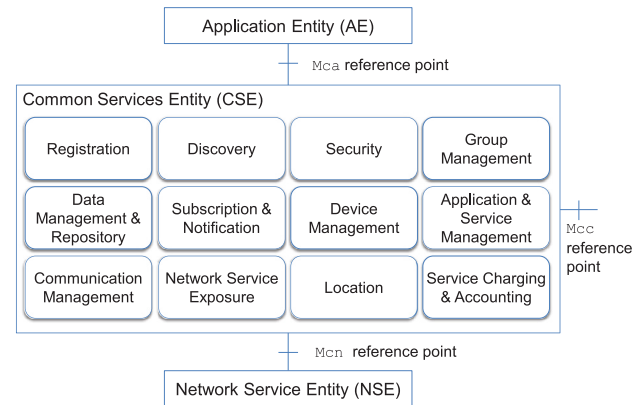 Application Entity (AE)
Mca reference point
Common Services Entity (CSE)
Registration
Discovery
Security
Group
Management
Data
Management &
Repository
Subscription &
Notification
Device
Management
Application &
Service
Management
Mcc
reference
point
Communication
Management
Network Service
Exposure
Location
Service Charging
& Accounting
Mcn reference point
Network Service Entity (NSE)